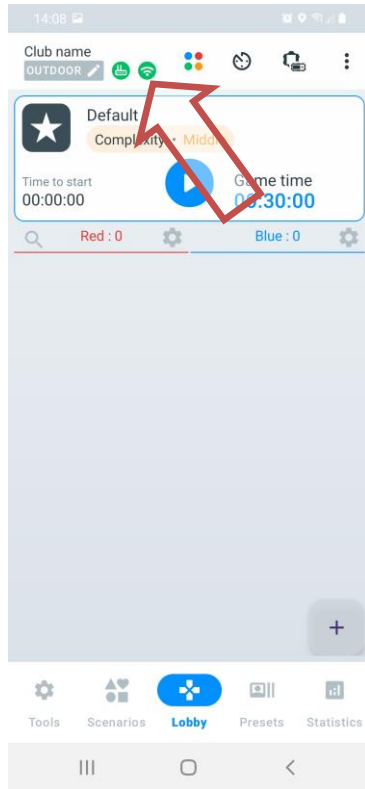 14:08
Club name
OUTDOOR
Default
Complexity • Middle
Time to start
Game time
00:00:00
00:30:00
Red : 0
Blue : 0
+
Tools
Scenarios
Lobby
Presets
Statistics